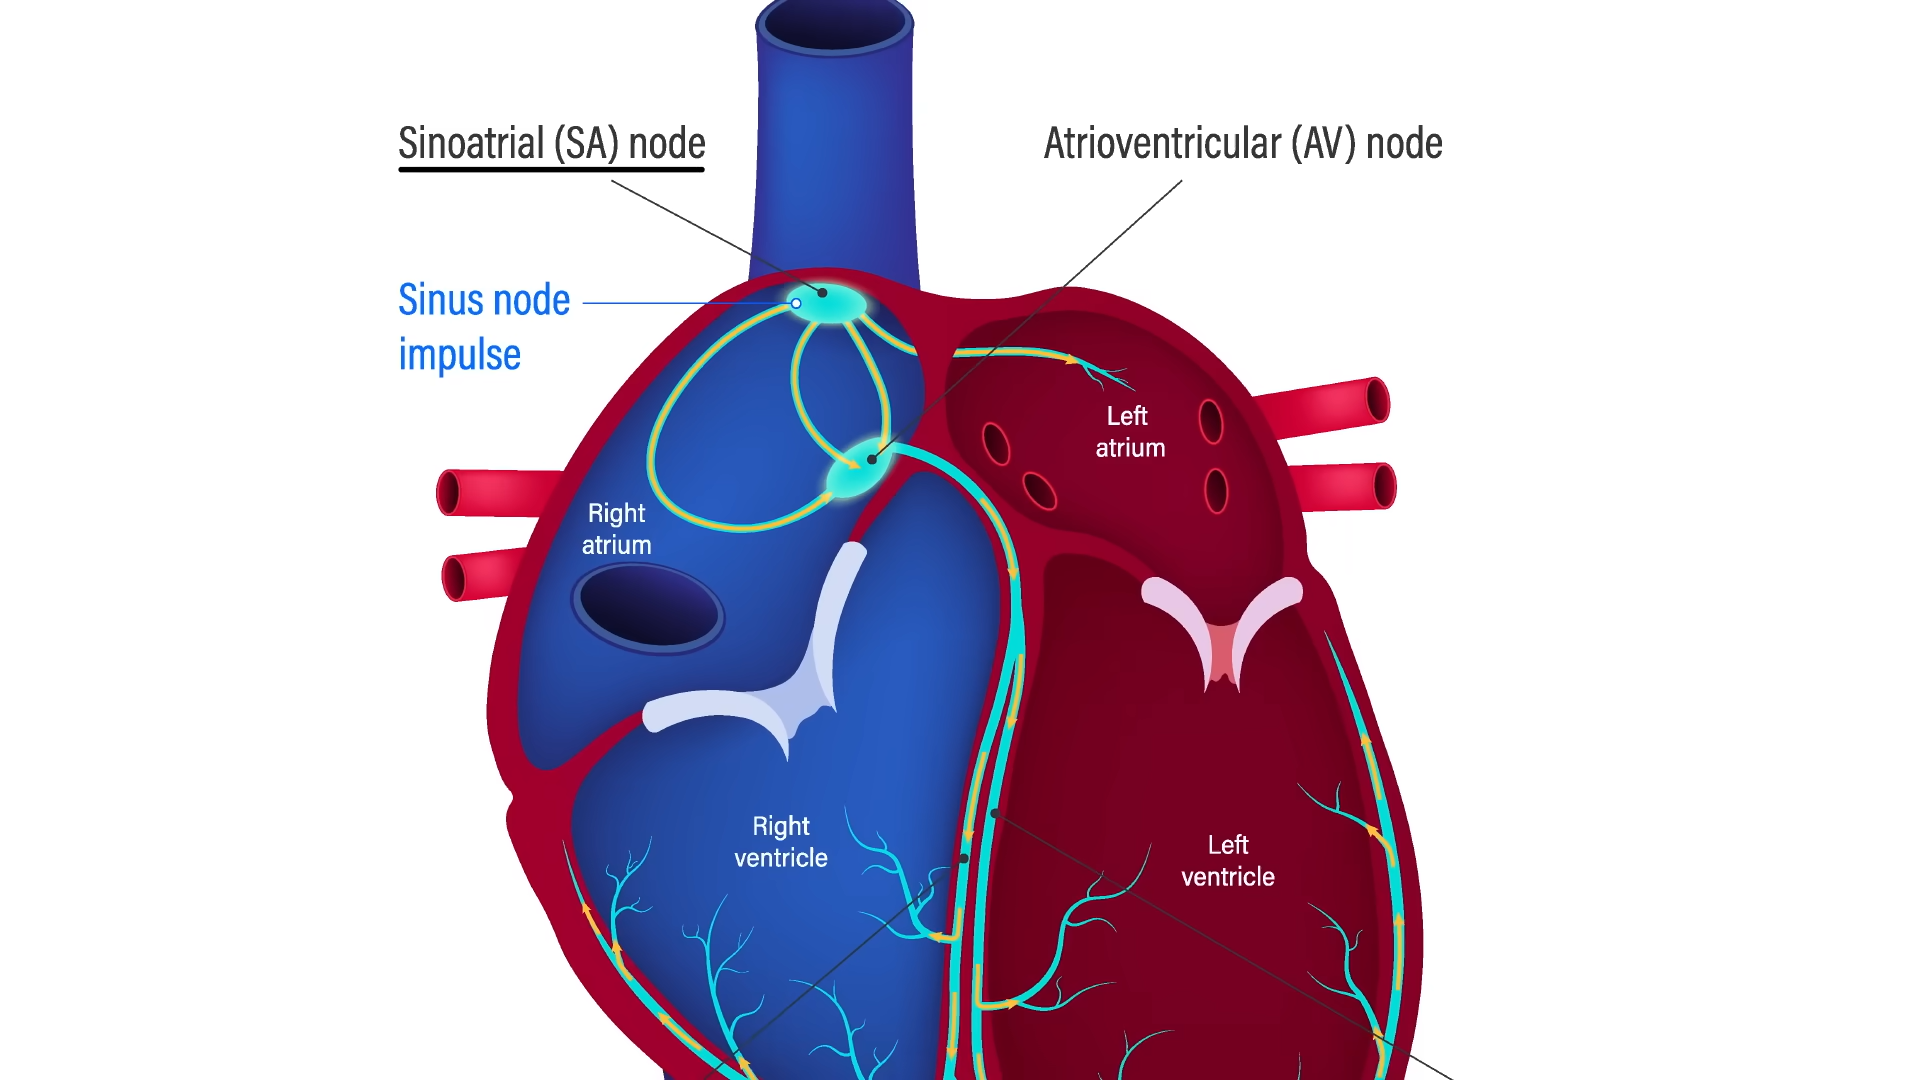 Sinoatrial (SA) node
Atrioventricular (AV) node
Sinus node
impulse
Left
atrium
Right
atrium
Right
ventricle
Left
ventricle